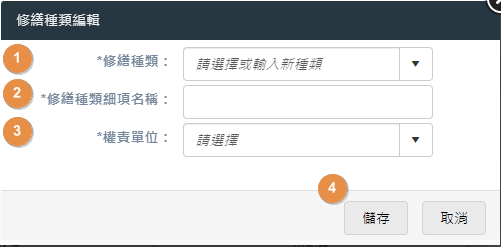 修繕種類編輯
1 *修繕種類： 請選擇或輸入新種類
2 *修繕種類細項名稱：
3 *權責單位： 請選擇
4
儲存 取消